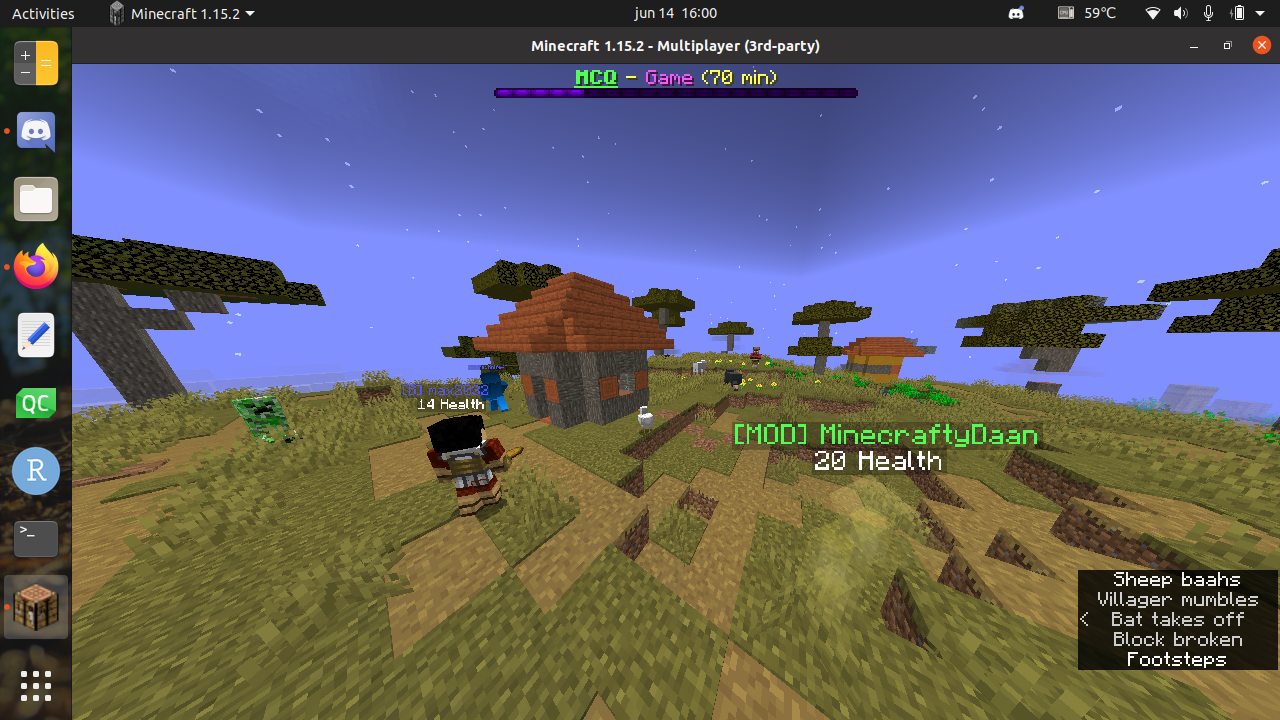 Activities
Minecraft 1.15.2
jun 14 16:00
59°C
Minecraft 1.15.2 - Multiplayer (3rd-party)
MCQ - Game (70 min)
14 Health
[MOD] MinecraftyDaan
20 Health
QC
R
>_
Sheep baahs
Villager mumbles
< Bat takes off
Block broken
Footsteps